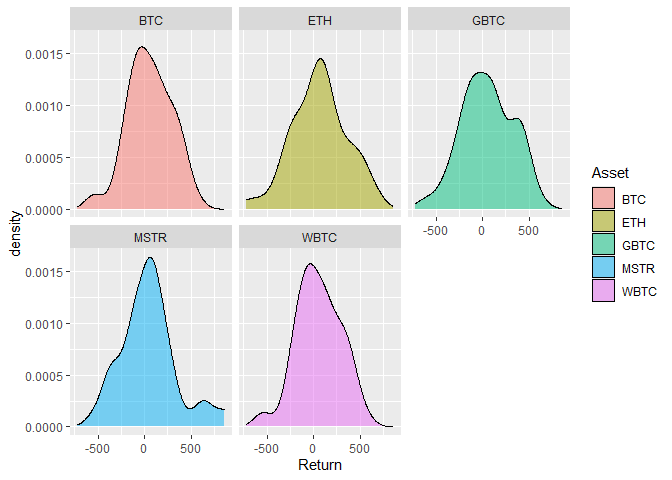 BTC ETH GBTC
0.0015
0.0010
0.0005
0.0000
-500 0 500
MSTR WBTC
0.0015
0.0010
0.0005
0.0000
-500 0 500 -500 0 500
Return
density
Asset
BTC
ETH
GBTC
MSTR
WBTC